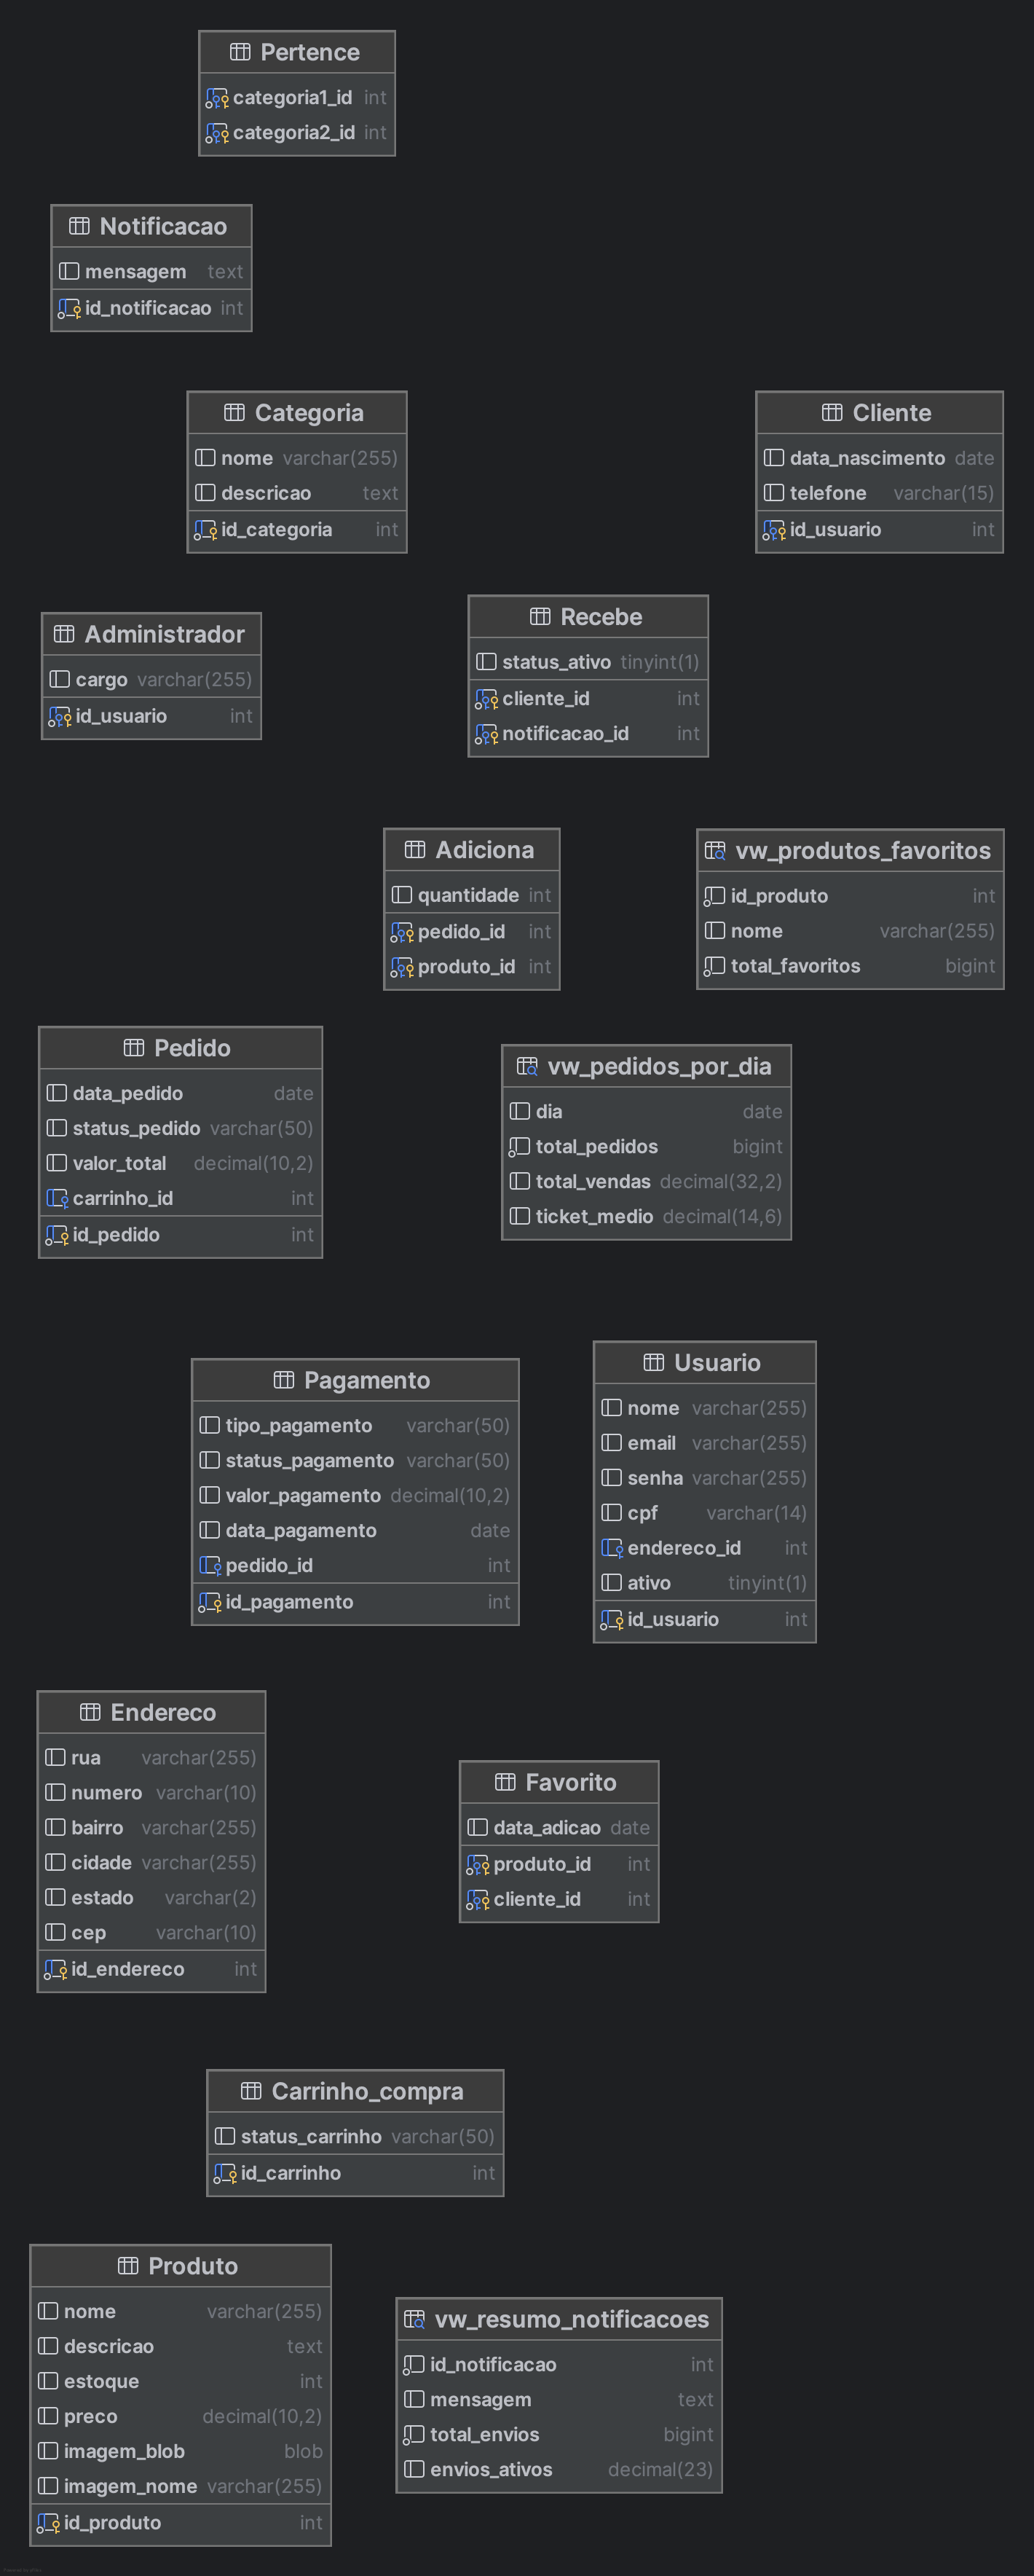 Pertence
categoria1_id int
categoria2_id int
Notificacao
mensagem text
id_notificacao int
Categoria
nome varchar(255)
descricao text
id_categoria int
Cliente
data_nascimento date
telefone varchar(15)
id_usuario int
Administrador
cargo varchar(255)
id_usuario int
Recebe
status_ativo tinyint(1)
cliente_id int
notificacao_id int
Adiciona
quantidade int
pedido_id int
produto_id int
vw_produtos_favoritos
id_produto int
nome varchar(255)
total_favoritos bigint
Pedido
data_pedido date
status_pedido varchar(50)
valor_total decimal(10,2)
carrinho_id int
id_pedido int
vw_pedidos_por_dia
dia date
total_pedidos bigint
total_vendas decimal(32,2)
ticket_medio decimal(14,6)
Pagamento
tipo_pagamento varchar(50)
status_pagamento varchar(50)
valor_pagamento decimal(10,2)
data_pagamento date
pedido_id int
id_pagamento int
Usuario
nome varchar(255)
email varchar(255)
senha varchar(255)
cpf varchar(14)
endereco_id int
ativo tinyint(1)
id_usuario int
Endereco
rua varchar(255)
numero varchar(10)
bairro varchar(255)
cidade varchar(255)
estado varchar(2)
cep varchar(10)
id_endereco int
Favorito
data_adicao date
produto_id int
cliente_id int
Carrinho_compra
status_carrinho varchar(50)
id_carrinho int
Produto
nome varchar(255)
descricao text
estoque int
preco decimal(10,2)
imagem_blob blob
imagem_nome varchar(255)
id_produto int
vw_resumo_notificacoes
id_notificacao int
mensagem text
total_envios bigint
envios_ativos decimal(23)